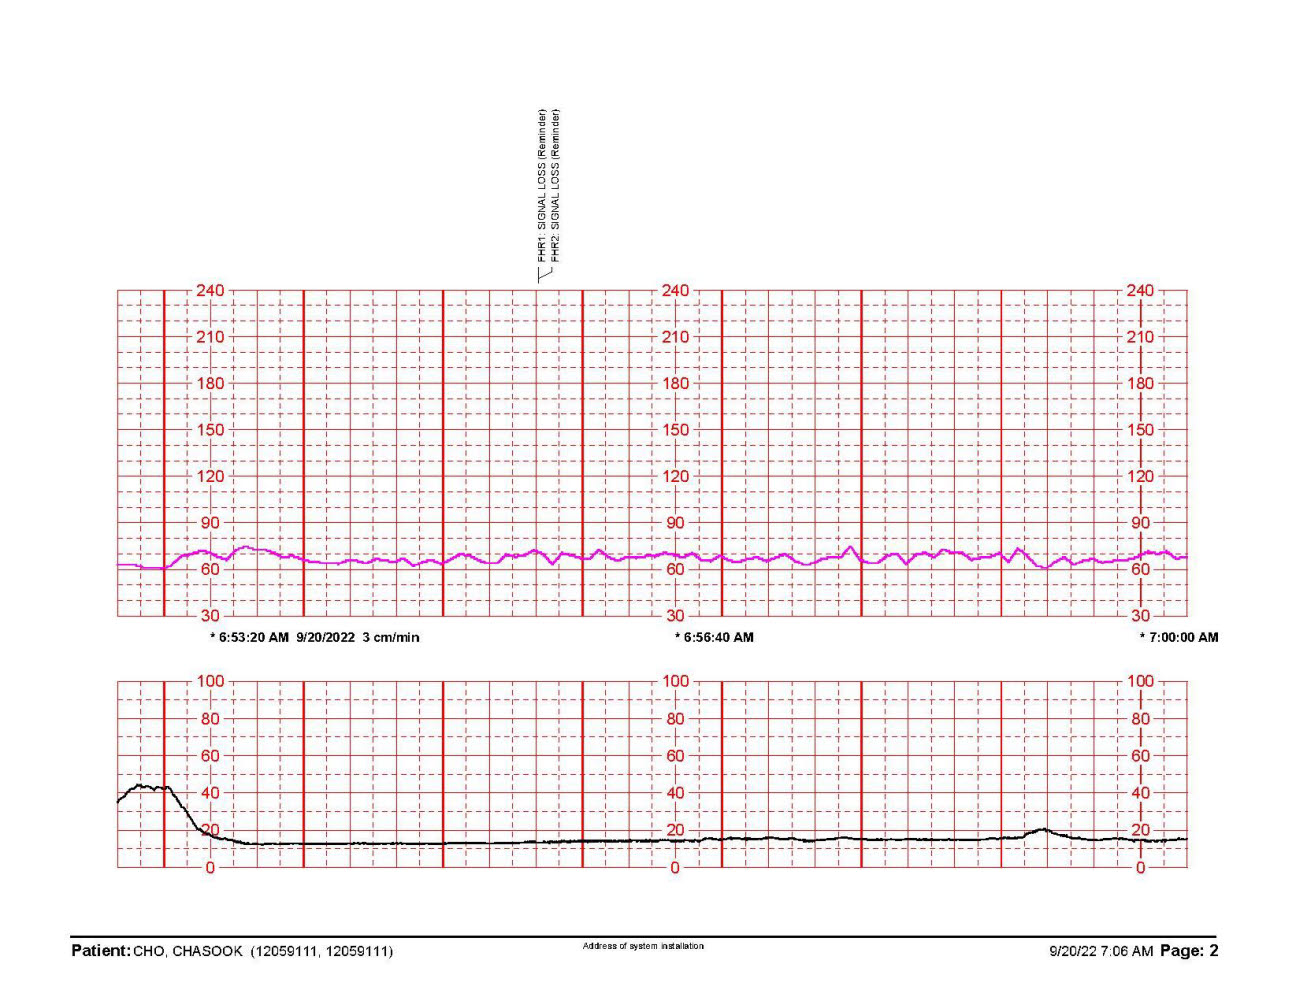 FHR1: SIGNAL LOSS (Reminder)
FHR2: SIGNAL LOSS (Reminder)
240 240 240
210 210 210
180 180 180
150 150 150
120 120 120
90 90 90
60 60 60
30 30 30
* 6:53:20 AM 9/20/2022 3 cm/min * 6:56:40 AM * 7:00:00 AM
100 100 100
80 80 80
60 60 60
40 40 40
20 20 20
0 0 0
Patient: CHO, CHASOOK (12059111, 12059111) Address of system installation 9/20/22 7:06 AM Page: 2